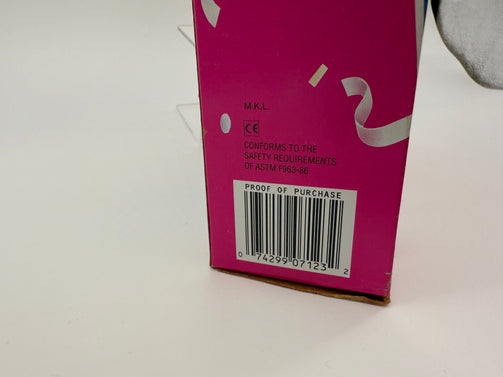 M.K.L.
CE
CONFORMS TO THE
SAFETY REQUIREMENTS
OF ASTM F963-86
PROOF OF PURCHASE
0 74299 07123 2